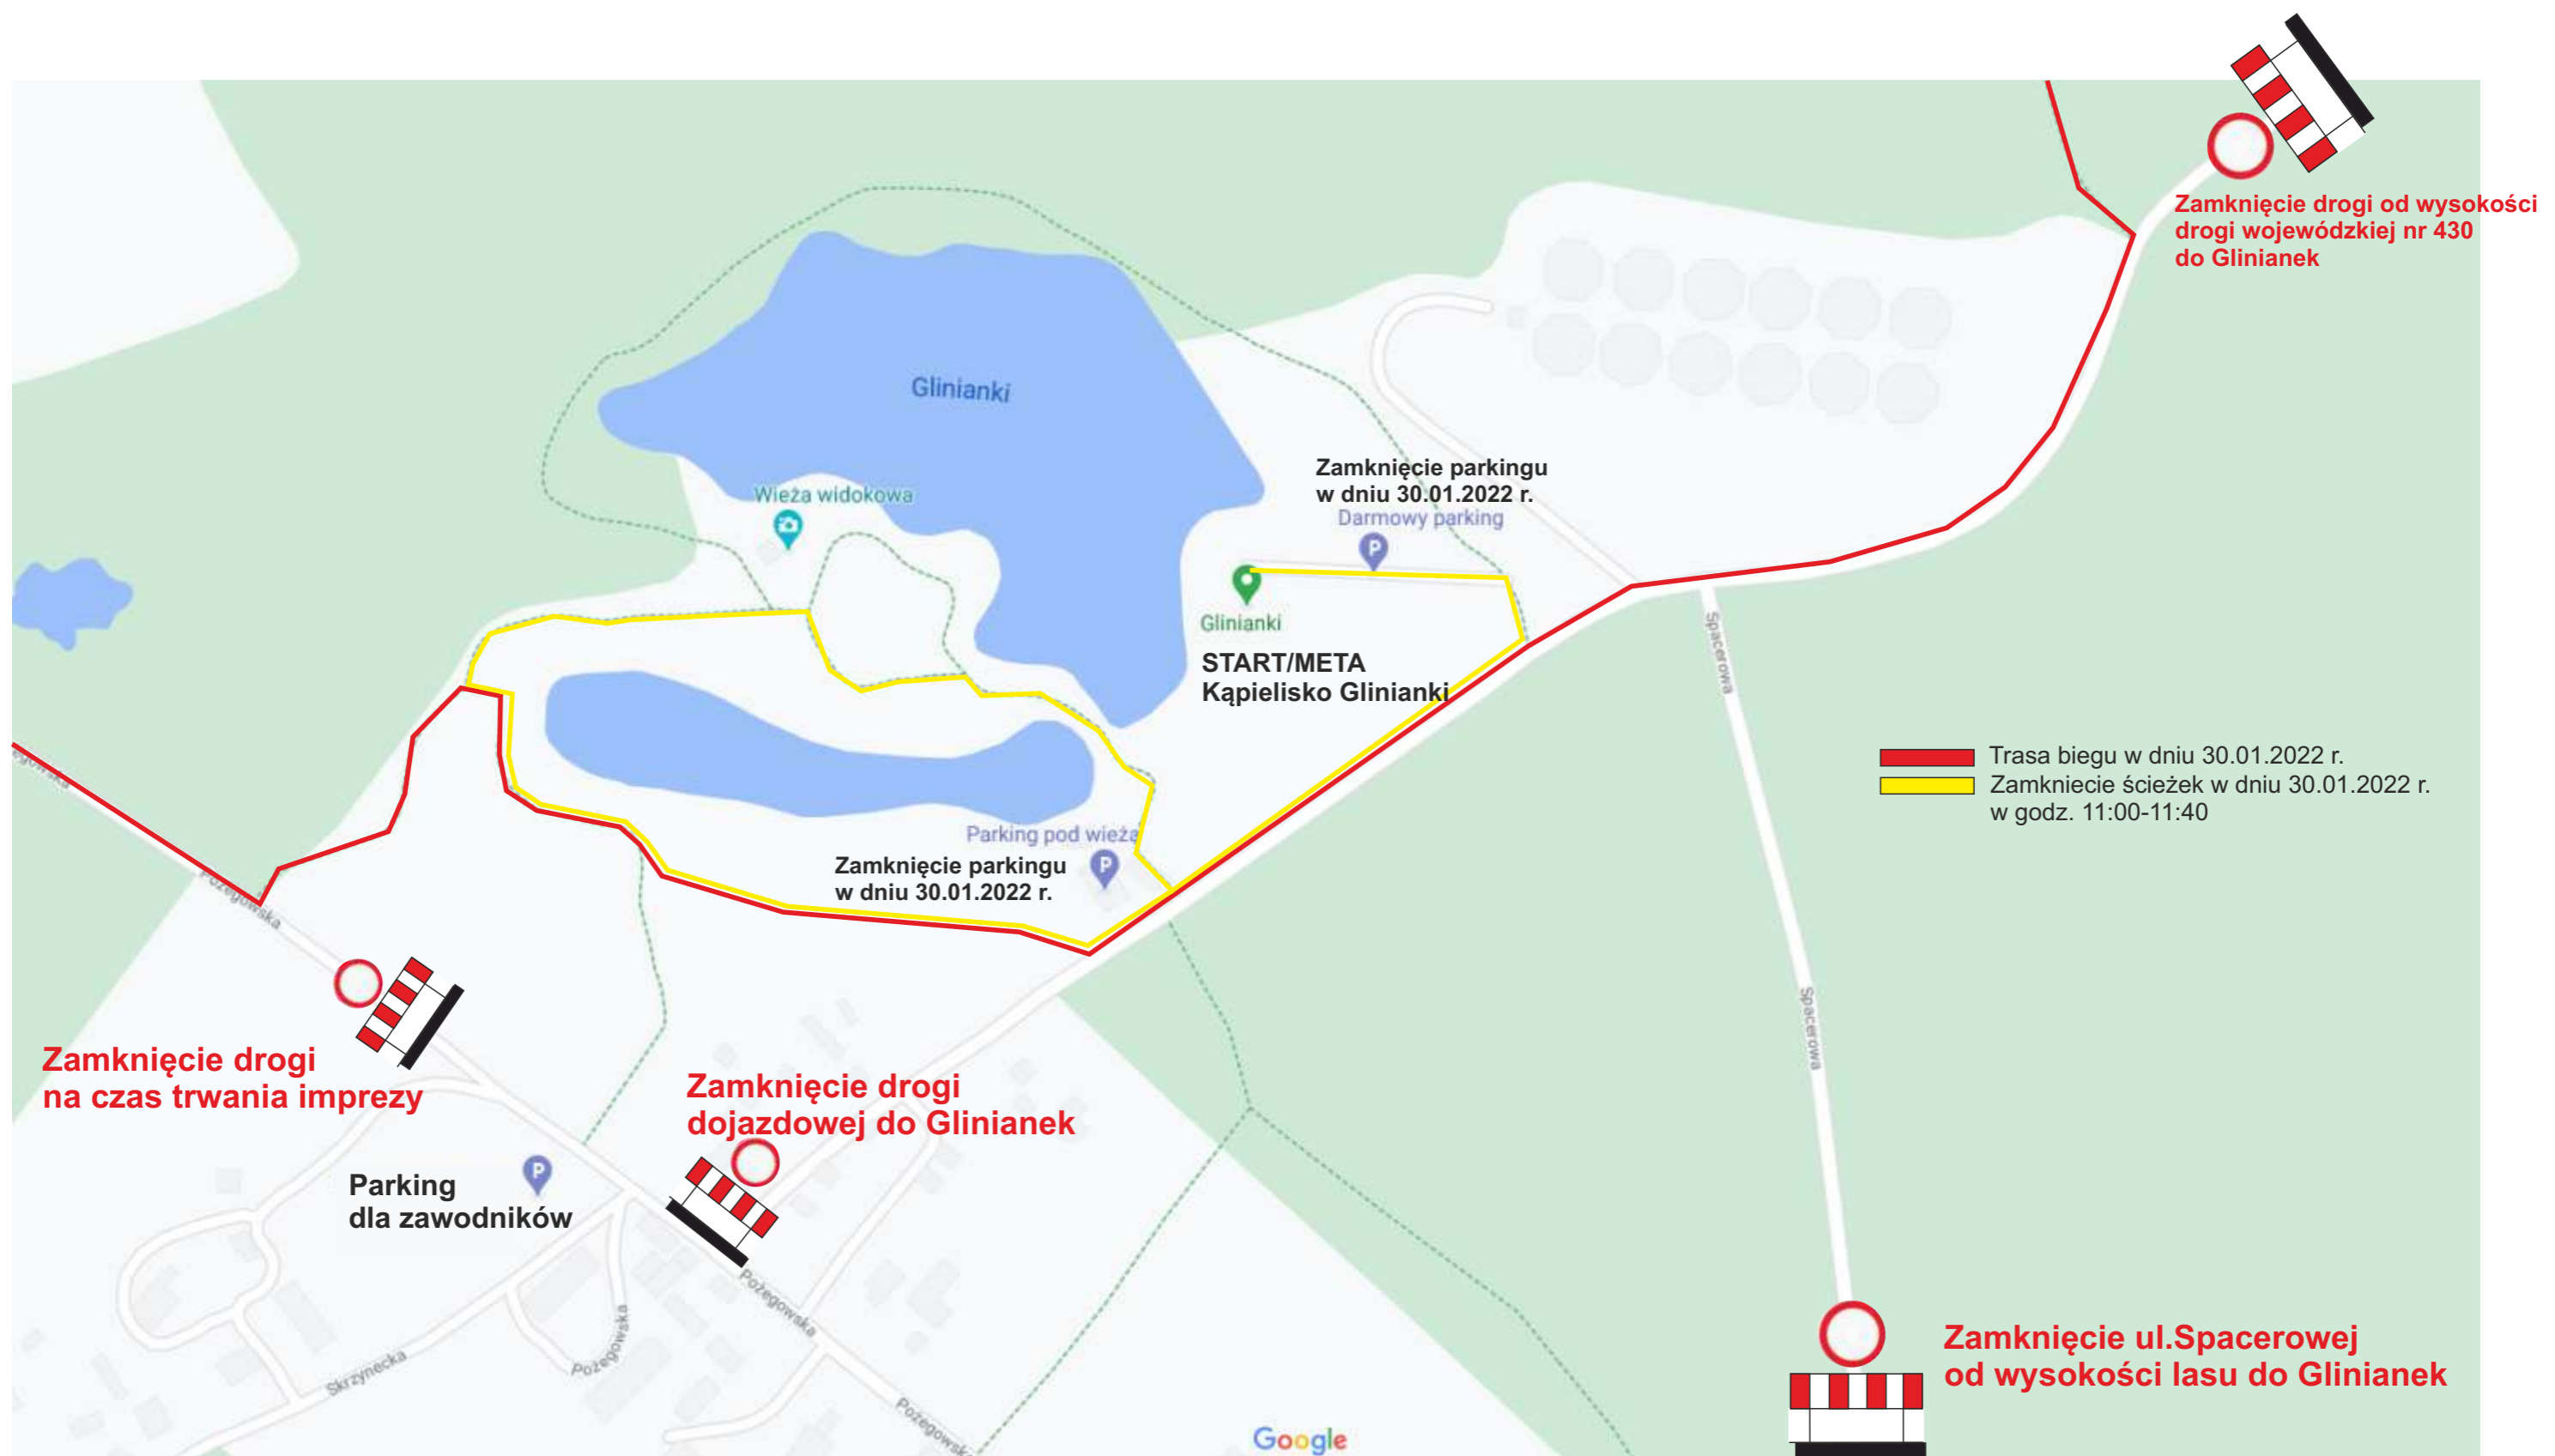 Zamknięcie drogi od wysokości
drogi wojewódzkiej nr 430
do Glinianek
Glinianki
Zamknięcie parkingu
w dniu 30.01.2022 r.
Darmowy parking
Wieża widokowa
Glinianki
START/META
Kąpielisko Glinianki
Spacerowa
Trasa biegu w dniu 30.01.2022 r.
Zamkniecie ścieżek w dniu 30.01.2022 r.
w godz. 11:00-11:40
Parking pod wieżą
Zamknięcie parkingu
w dniu 30.01.2022 r.
Pożegowska
Spacerowa
Zamknięcie drogi
na czas trwania imprezy
Zamknięcie drogi
dojazdowej do Glinianek
Parking
dla zawodników
Pożegowska
Pożegowska
Skrzynecka
Pożegowska
Zamknięcie ul.Spacerowej
od wysokości lasu do Glinianek
Google